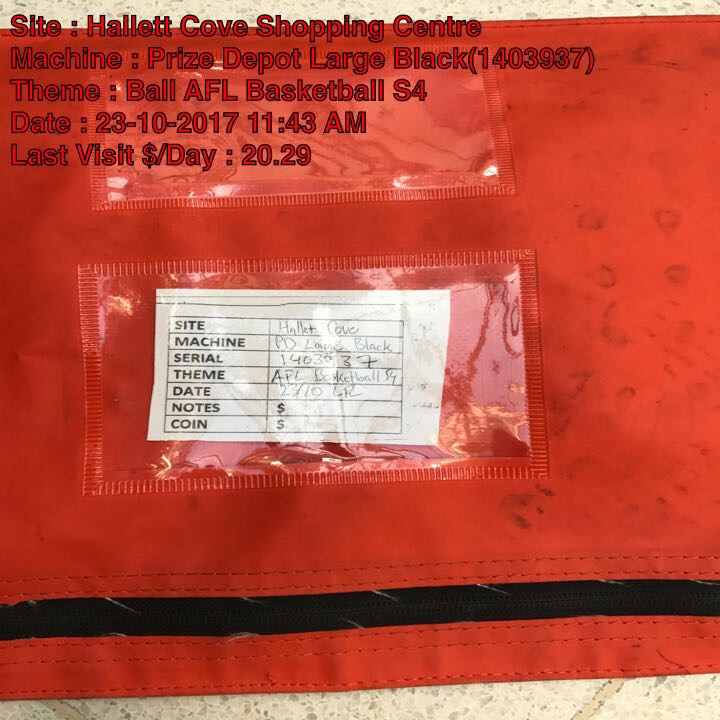 Site : Hallett Cove Shopping Centre
Machine : Prize Depot Large Black(1403937)
Theme : Ball AFL Basketball S4
Date : 23-10-2017 11:43 AM
Last Visit $/Day : 20.29
SITE Hallet Cove
MACHINE PD Large Black
SERIAL 1403937
THEME AFL Basketball S4
DATE 23/10
NOTES $
COIN $